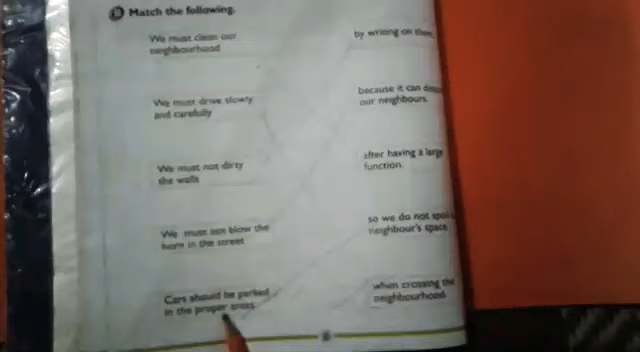 B Match the following.
We must clean our
neighbourhood
by writing on them.
We must drive slowly
and carefully
because it can
our neighbours.
We must not dirty
the walls
after having a large
function.
We must not blow the
horn in the street
so we do not
neighbour's space
Cars should be parked
in the proper areas
when crossing the
neighbourhood